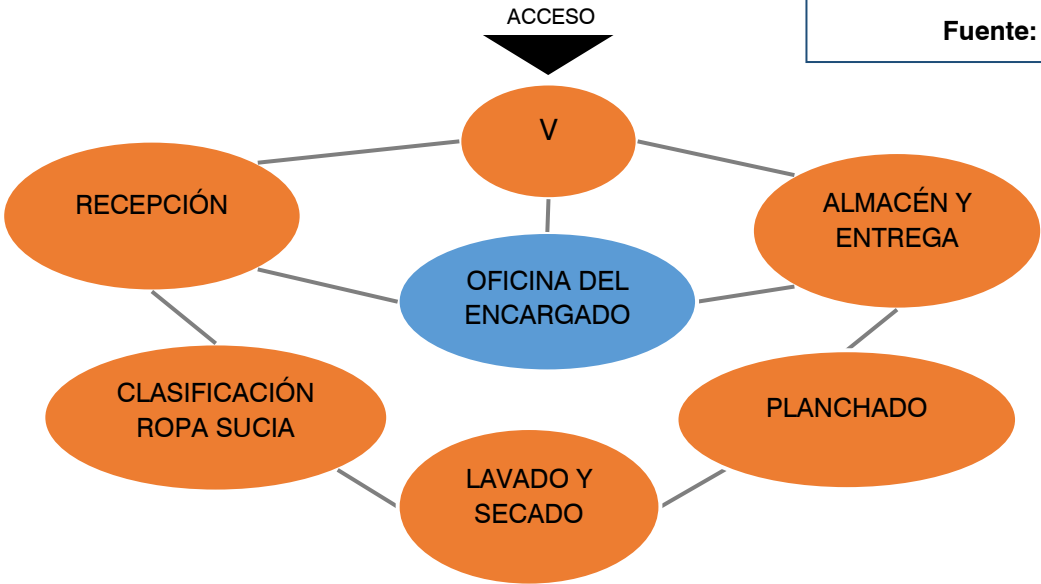 ACCESO
Fuente:
V
RECEPCIÓN
ALMACÉN Y
ENTREGA
OFICINA DEL
ENCARGADO
CLASIFICACIÓN
ROPA SUCIA
PLANCHADO
LAVADO Y
SECADO